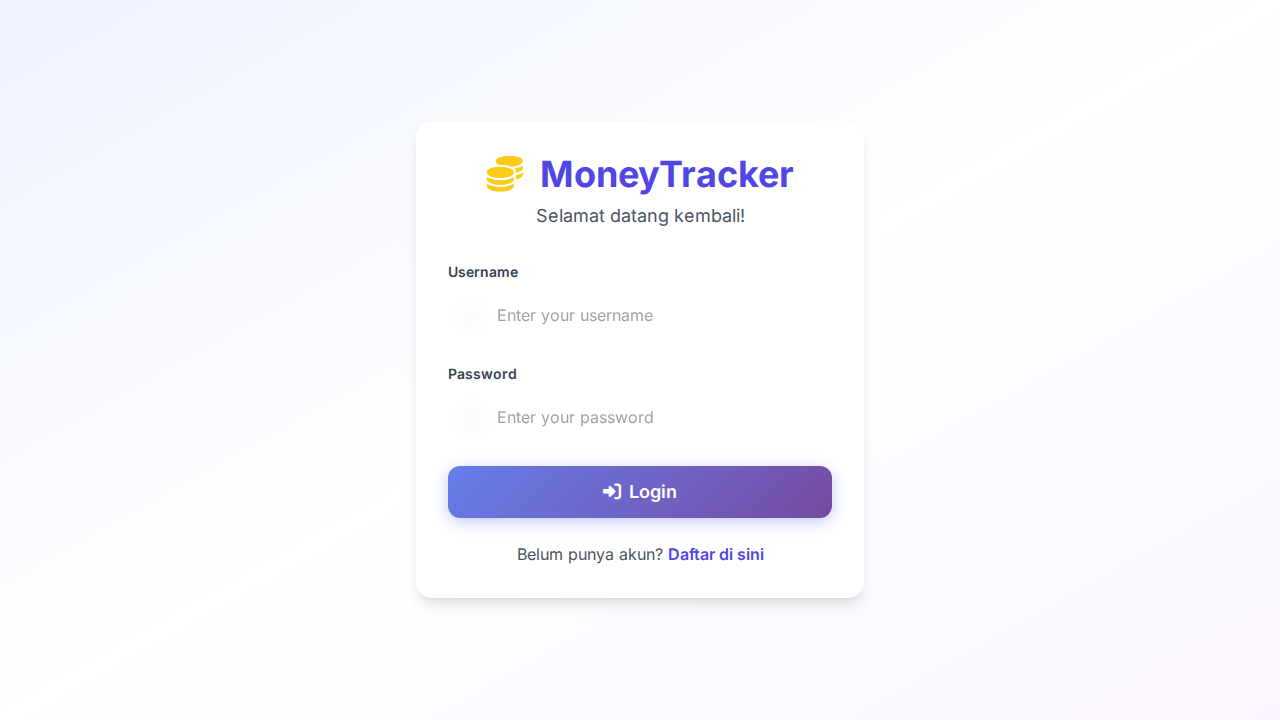 MoneyTracker
Selamat datang kembali!
Username
Enter your username
Password
Enter your password
Login
Belum punya akun? Daftar di sini